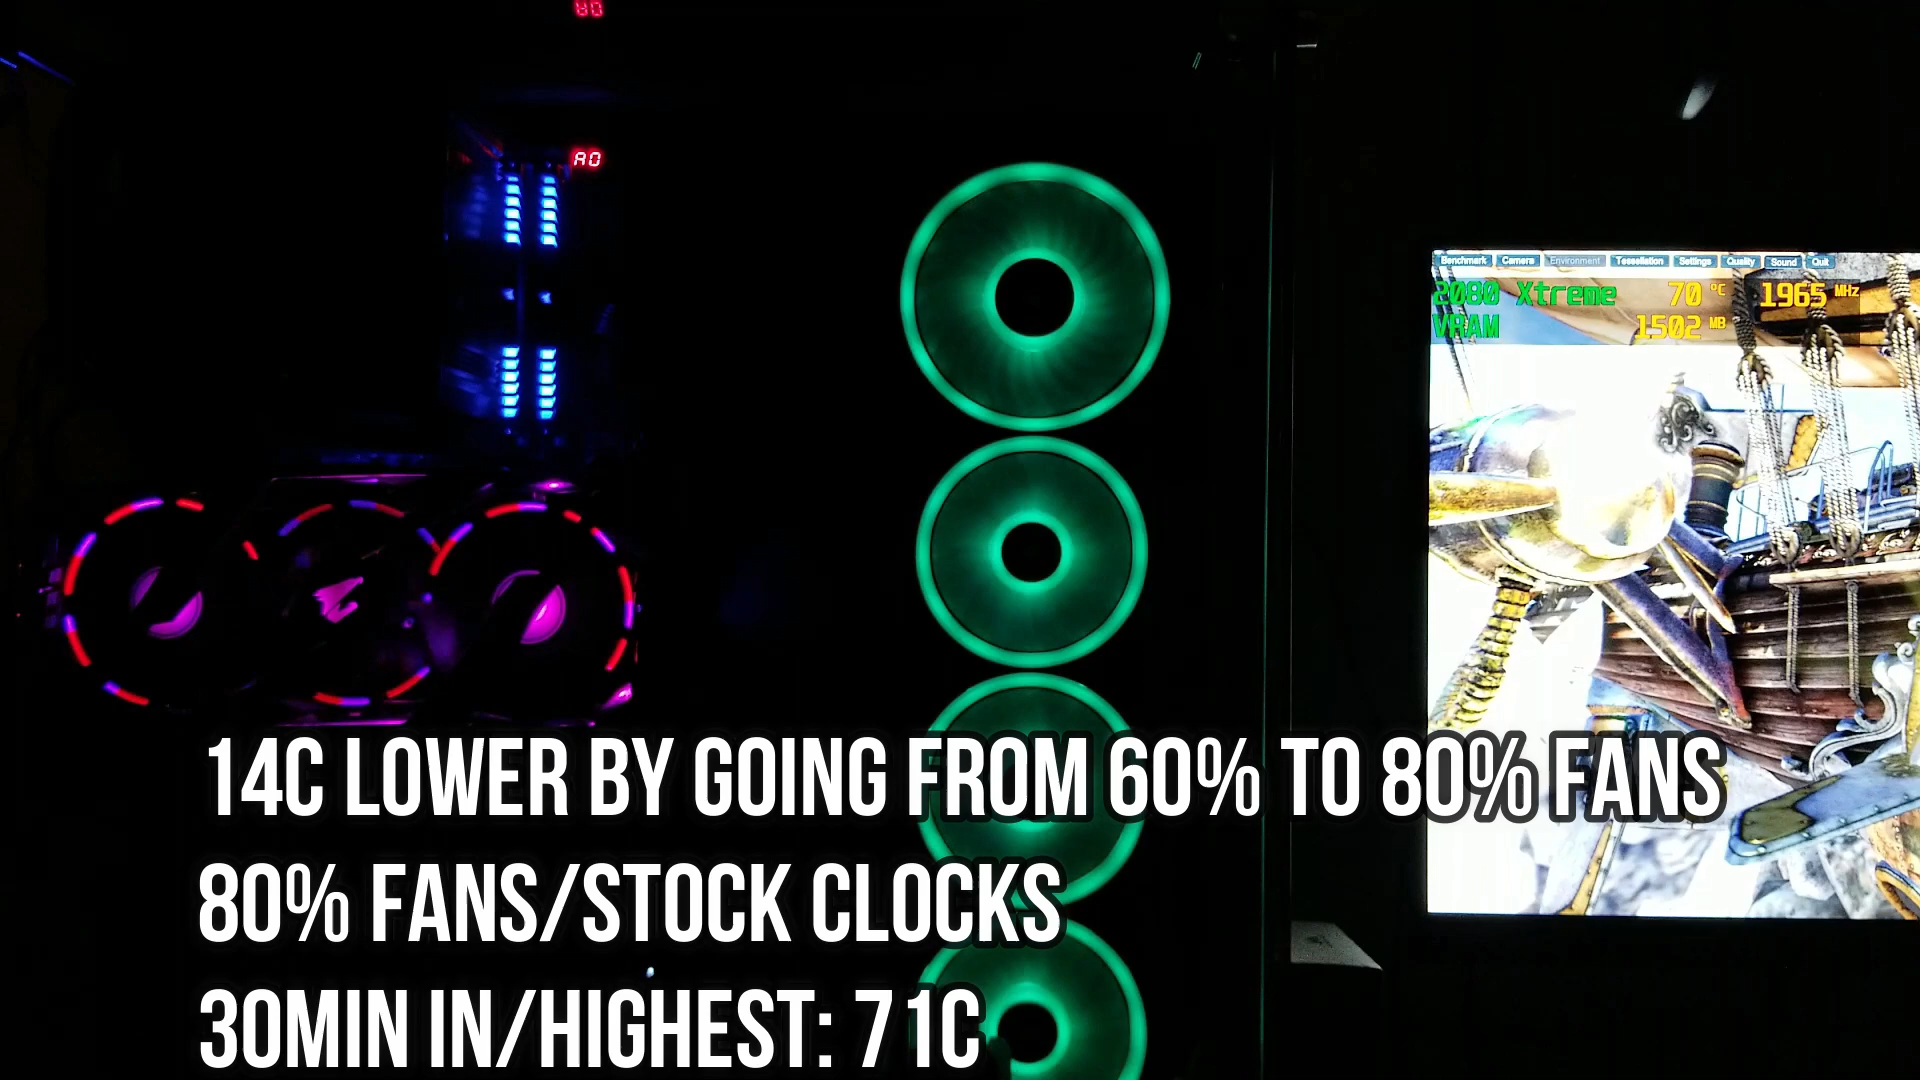 A0
Benchmark Camera Environment Tessellation Settings Quality Sound Quit
2080 Xtreme 70 °C 1965 MHz
VRAM 1502 MB
14C LOWER BY GOING FROM 60% TO 80% FANS
80% FANS/STOCK CLOCKS
30MIN IN/HIGHEST: 71C